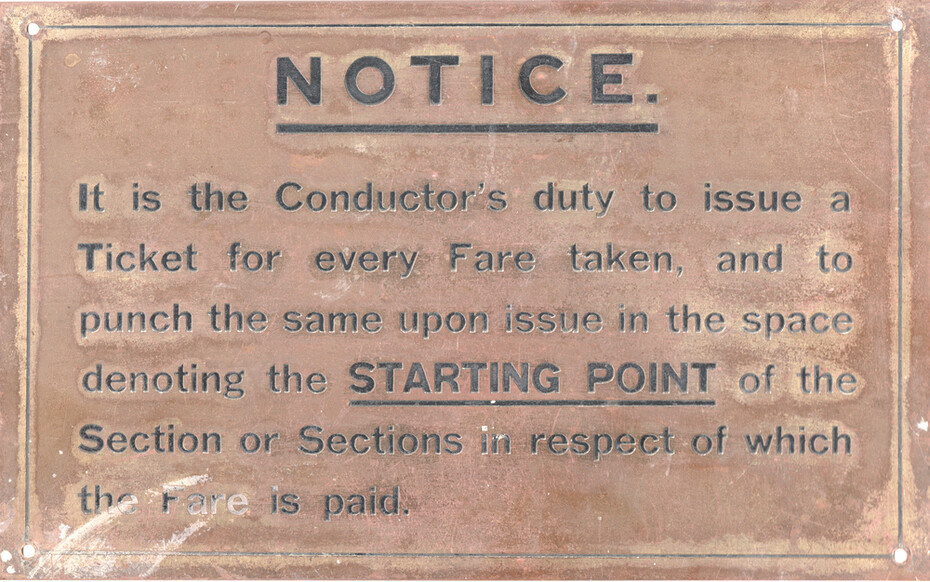 NOTICE.
It is the Conductor's duty to issue a
Ticket for every Fare taken, and to
punch the same upon issue in the space
denoting the STARTING POINT of the
Section or Sections in respect of which
the Fare is paid.